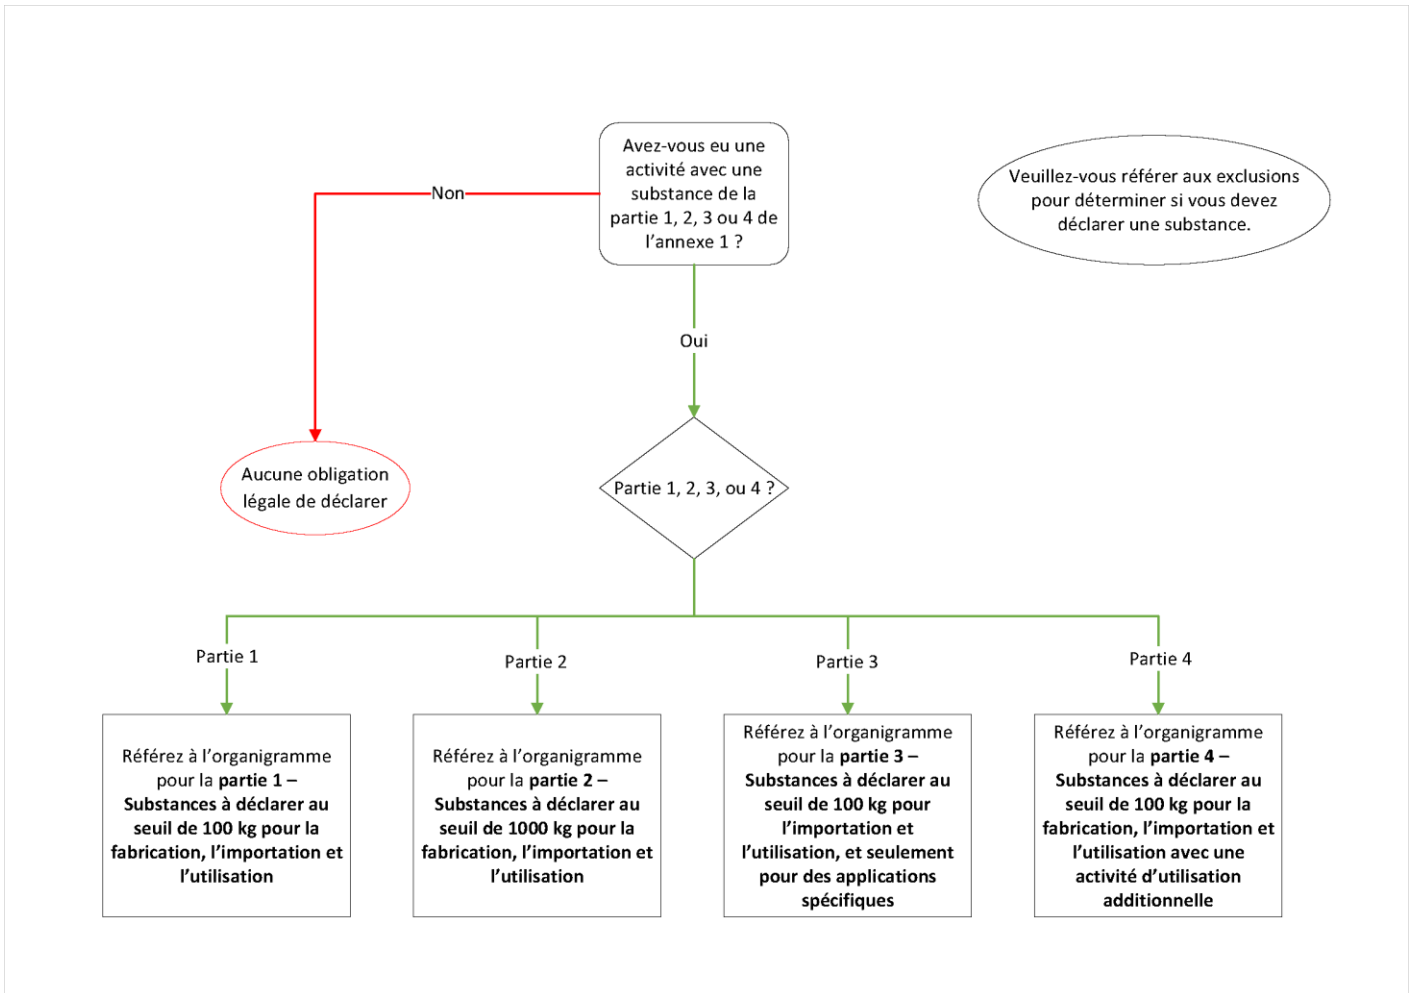 Avez-vous eu une
activité avec une
substance de la
partie 1, 2, 3 ou 4 de
l’annexe 1 ?
Veuillez-vous référer aux exclusions
pour déterminer si vous devez
déclarer une substance.
Non
Oui
Aucune obligation
légale de déclarer
Partie 1, 2, 3, ou 4 ?
Partie 1
Partie 2
Partie 3
Partie 4
Référez à l’organigramme
pour la partie 1 –
Substances à déclarer au
seuil de 100 kg pour la
fabrication, l’importation et
l’utilisation
Référez à l’organigramme
pour la partie 2 –
Substances à déclarer au
seuil de 1000 kg pour la
fabrication, l’importation et
l’utilisation
Référez à l’organigramme
pour la partie 3 –
Substances à déclarer au
seuil de 100 kg pour
l’importation et
l’utilisation, et seulement
pour des applications
spécifiques
Référez à l’organigramme
pour la partie 4 –
Substances à déclarer au
seuil de 100 kg pour la
fabrication, l’importation et
l’utilisation avec une
activité d’utilisation
additionnelle